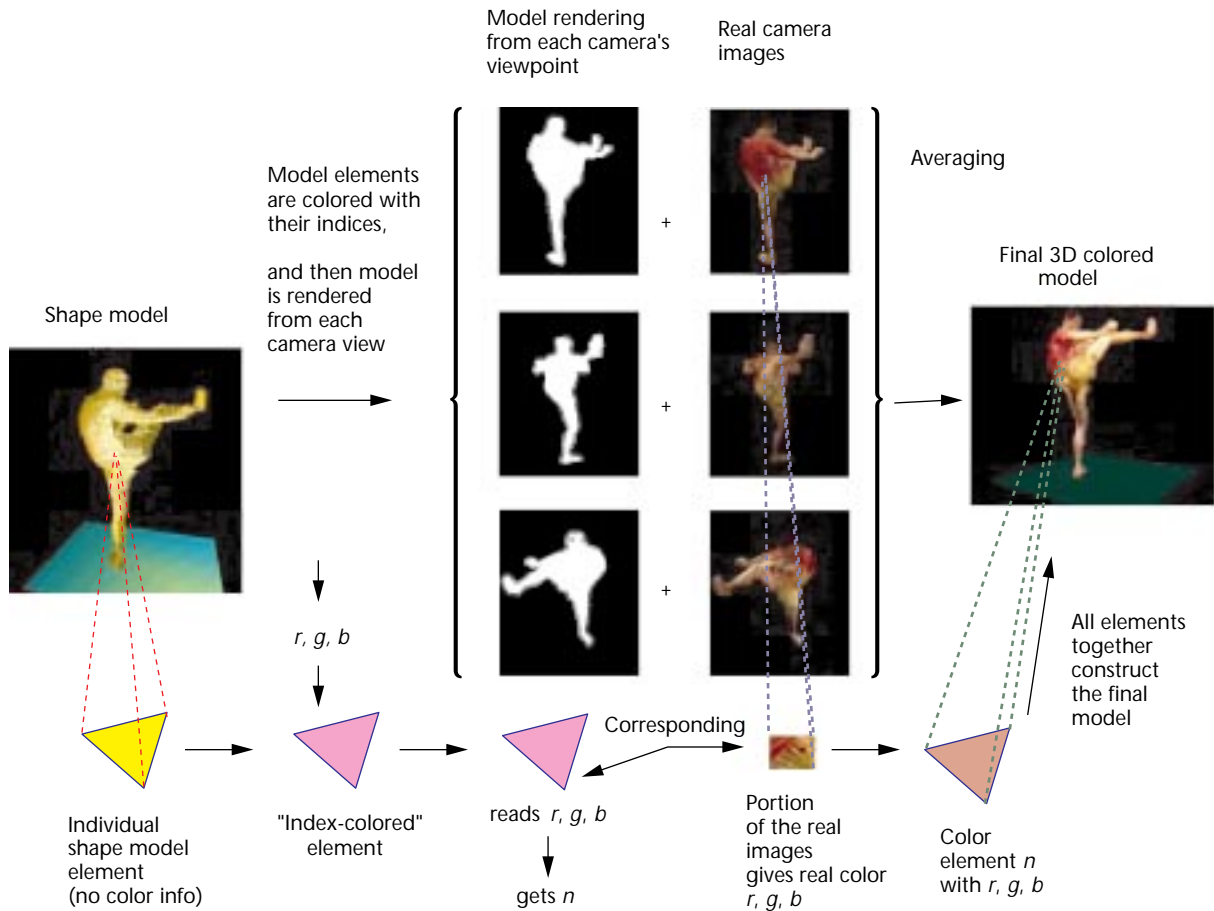 Model rendering
from each camera's
viewpoint
Real camera
images
Model elements
are colored with
their indices,
and then model
is rendered
from each
camera view
Averaging
Shape model
Final 3D colored
model
+
+
+
r, g, b
All elements
together
construct
the final
model
Corresponding
Individual
shape model
element
(no color info)
"Index-colored"
element
reads r, g, b
gets n
Portion
of the real
images
gives real color
r, g, b
Color
element n
with r, g, b